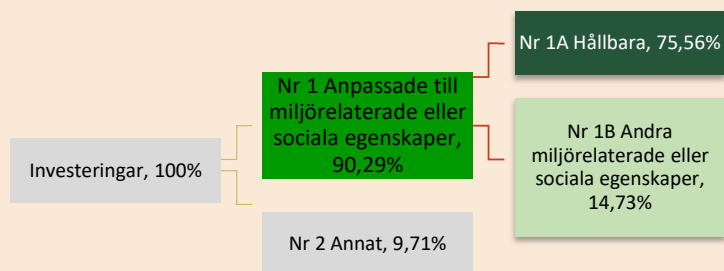 Investeringar, 100%
Nr 1 Anpassade till
miljörelaterade eller
sociala egenskaper,
90,29%
Nr 2 Annat, 9,71%
Nr 1A Hållbara, 75,56%
Nr 1B Andra
miljörelaterade eller
sociala egenskaper,
14,73%